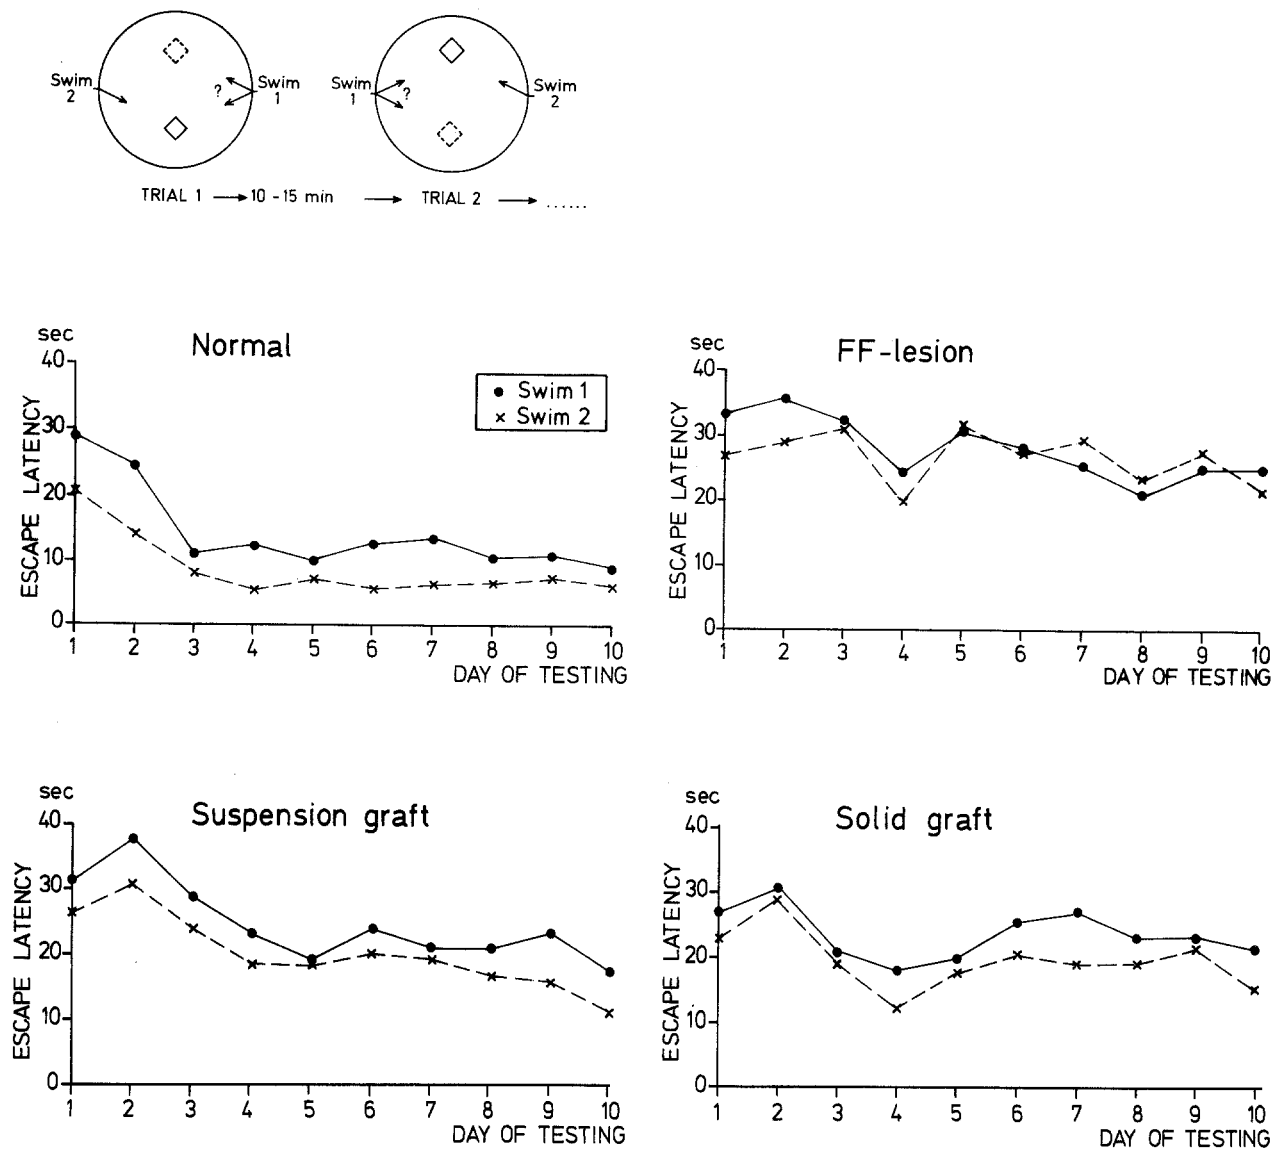 Swim 2
? Swim 1
Swim 1 ?
Swim 2
TRIAL 1 → 10 - 15 min → TRIAL 2 → ......
Normal
sec
ESCAPE LATENCY
40
30
20
10
0
Swim 1
Swim 2
1 2 3 4 5 6 7 8 9 10
DAY OF TESTING
FF-lesion
sec
ESCAPE LATENCY
40
30
20
10
0
1 2 3 4 5 6 7 8 9 10
DAY OF TESTING
Suspension graft
sec
ESCAPE LATENCY
40
30
20
10
0
1 2 3 4 5 6 7 8 9 10
DAY OF TESTING
Solid graft
sec
ESCAPE LATENCY
40
30
20
10
0
1 2 3 4 5 6 7 8 9 10
DAY OF TESTING